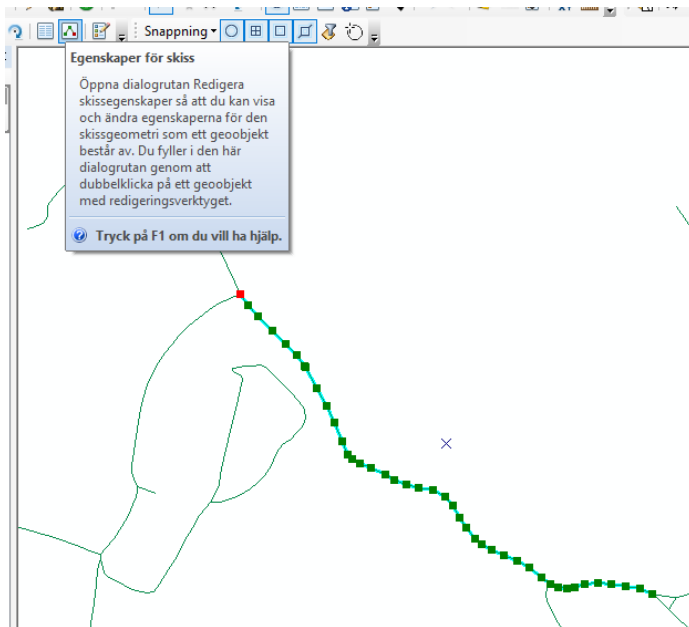 Snappning
Egenskaper för skiss
Öppna dialogrutan Redigera
skissegenskaper så att du kan visa
och ändra egenskaperna för den
skissgeometri som ett geoobjekt
består av. Du fyller i den här
dialogrutan genom att
dubbelklicka på ett geoobjekt
med redigeringsverktyget.
Tryck på F1 om du vill ha hjälp.